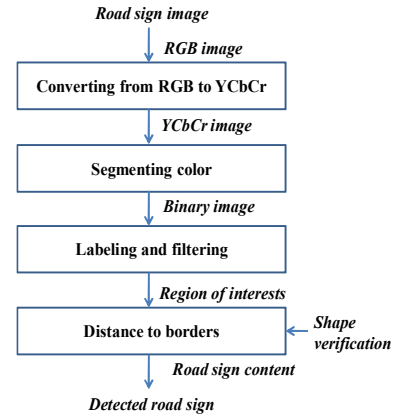 Road sign image
RGB image
Converting from RGB to YCbCr
YCbCr image
Segmenting color
Binary image
Labeling and filtering
Region of interests
Distance to borders
Shape
verification
Road sign content
Detected road sign